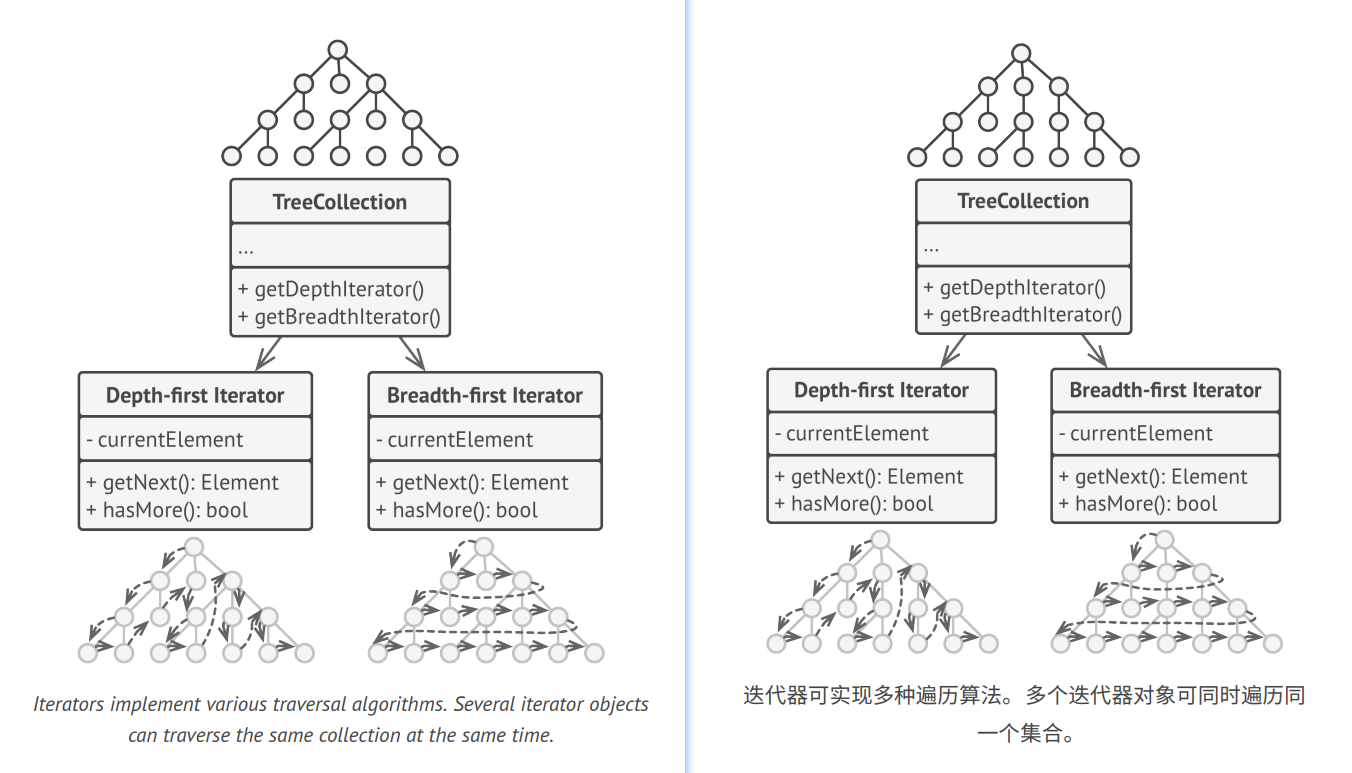 TreeCollection
...
+ getDepthIterator()
+ getBreadthIterator()
Depth-first Iterator
- currentElement
+ getNext(): Element
+ hasMore(): bool
Breadth-first Iterator
- currentElement
+ getNext(): Element
+ hasMore(): bool
Iterators implement various traversal algorithms. Several iterator objects
can traverse the same collection at the same time.
TreeCollection
...
+ getDepthIterator()
+ getBreadthIterator()
Depth-first Iterator
- currentElement
+ getNext(): Element
+ hasMore(): bool
Breadth-first Iterator
- currentElement
+ getNext(): Element
+ hasMore(): bool
迭代器可实现多种遍历算法。多个迭代器对象可同时遍历同
一个集合。